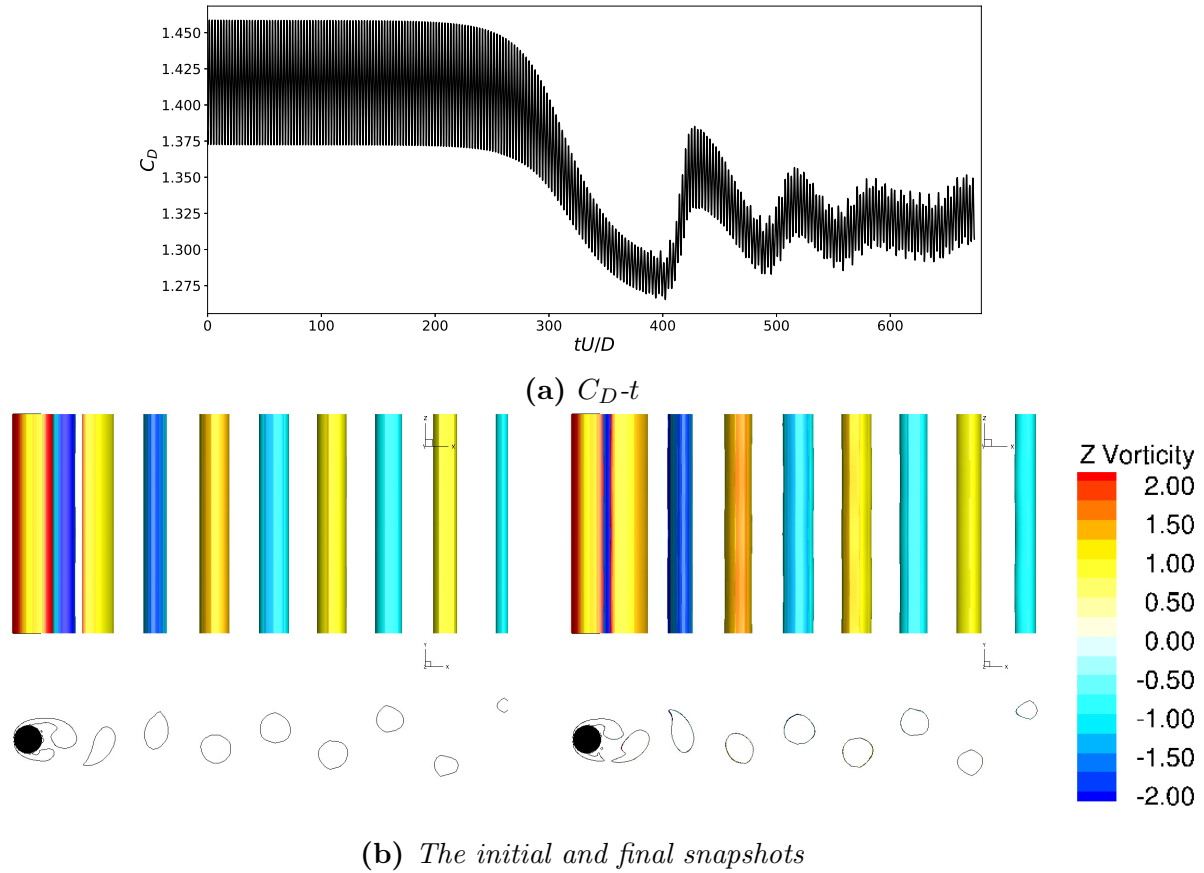 1.450
1.425
1.400
1.375
1.350
1.325
1.300
1.275
C_D
0 100 200 300 400 500 600
tU/D
(a) C_D-t
Z Vorticity
2.00
1.50
1.00
0.50
0.00
-0.50
-1.00
-1.50
-2.00
Z
Y X
Z
Y X
Y
Z X
Y
Z X
(b) The initial and final snapshots